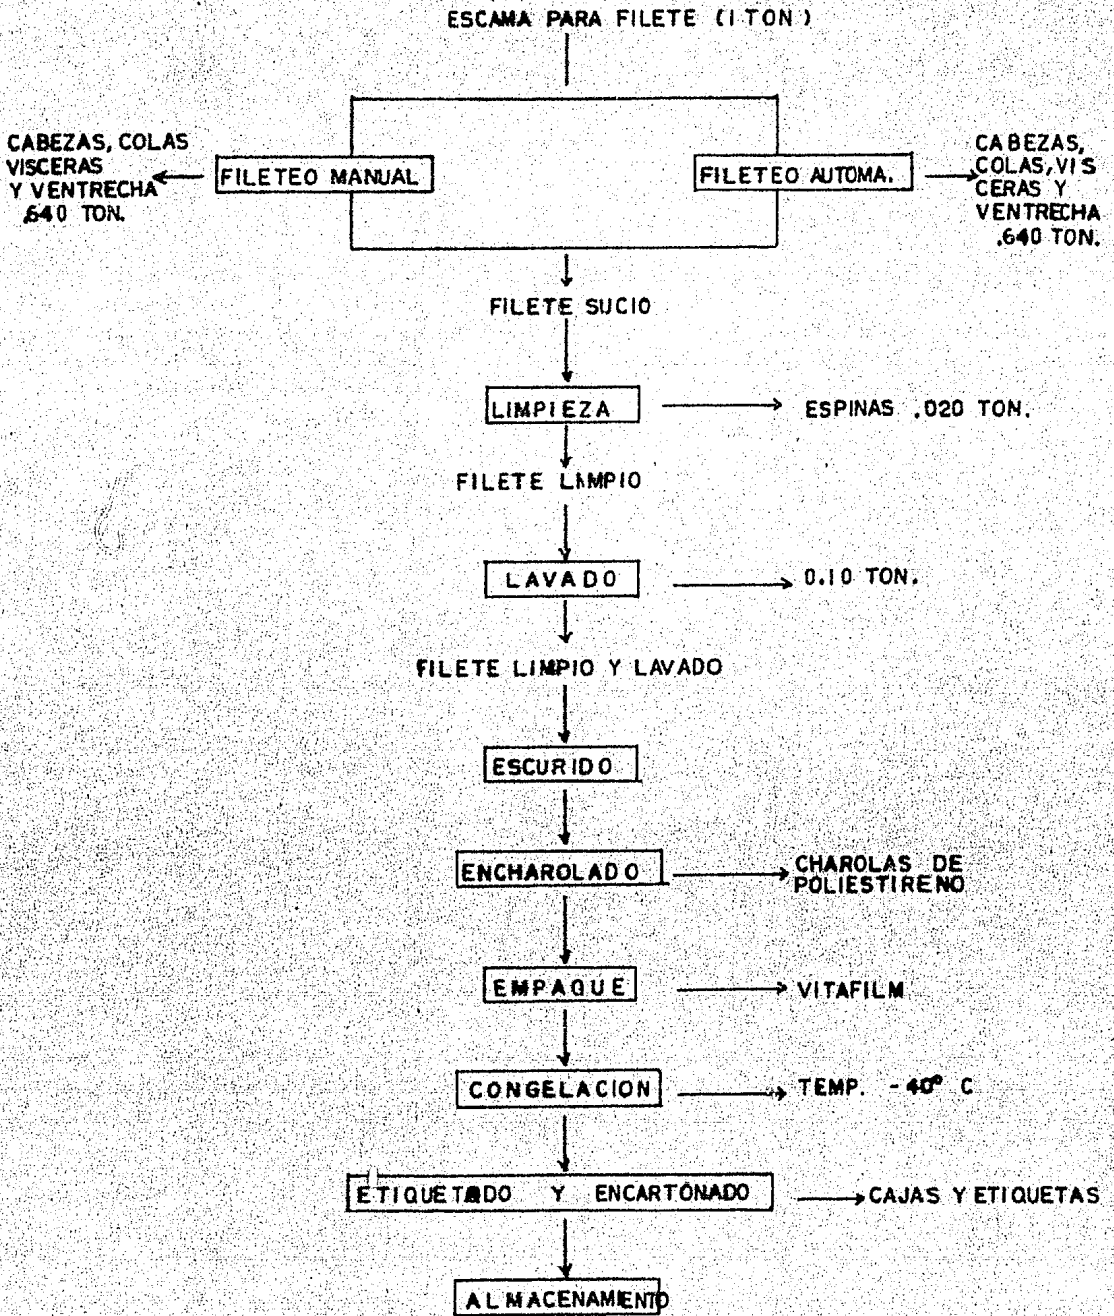 ESCAMA PARA FILETE (1 TON)
CABEZAS, COLAS
VISCERAS
Y VENTRECHA
.640 TON.
FILETEO MANUAL
FILETEO AUTOMA.
CABEZAS,
COLAS, VIS
CERAS Y
VENTRECHA
.640 TON.
FILETE SUCIO
LIMPIEZA
ESPINAS .020 TON.
FILETE LIMPIO
LAVADO
0.10 TON.
FILETE LIMPIO Y LAVADO
ESCURIDO
ENCHAROLADO
CHAROLAS DE
POLIESTIRENO
EMPAQUE
VITAFILM
CONGELACION
TEMP. -40° C
ETIQUETADO Y ENCARTONADO
CAJAS Y ETIQUETAS
ALMACENAMIENTO